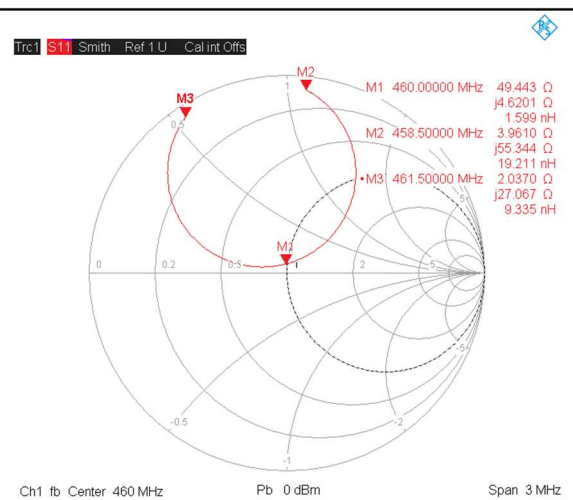 Trc1 S11 Smith Ref 1 U Cal int Offs
M1 460.00000 MHz 49.443 Ω
j4.6201 Ω
1.599 nH
M2 458.50000 MHz 3.9610 Ω
j55.344 Ω
19.211 nH
•M3 461.50000 MHz 2.0370 Ω
j27.067 Ω
9.335 nH
M2
M3
M1
1
0.5
5
0 0.2 0.5 1 2 5
-5
-0.5
-2
-1
Ch1 fb Center 460 MHz Pb 0 dBm Span 3 MHz